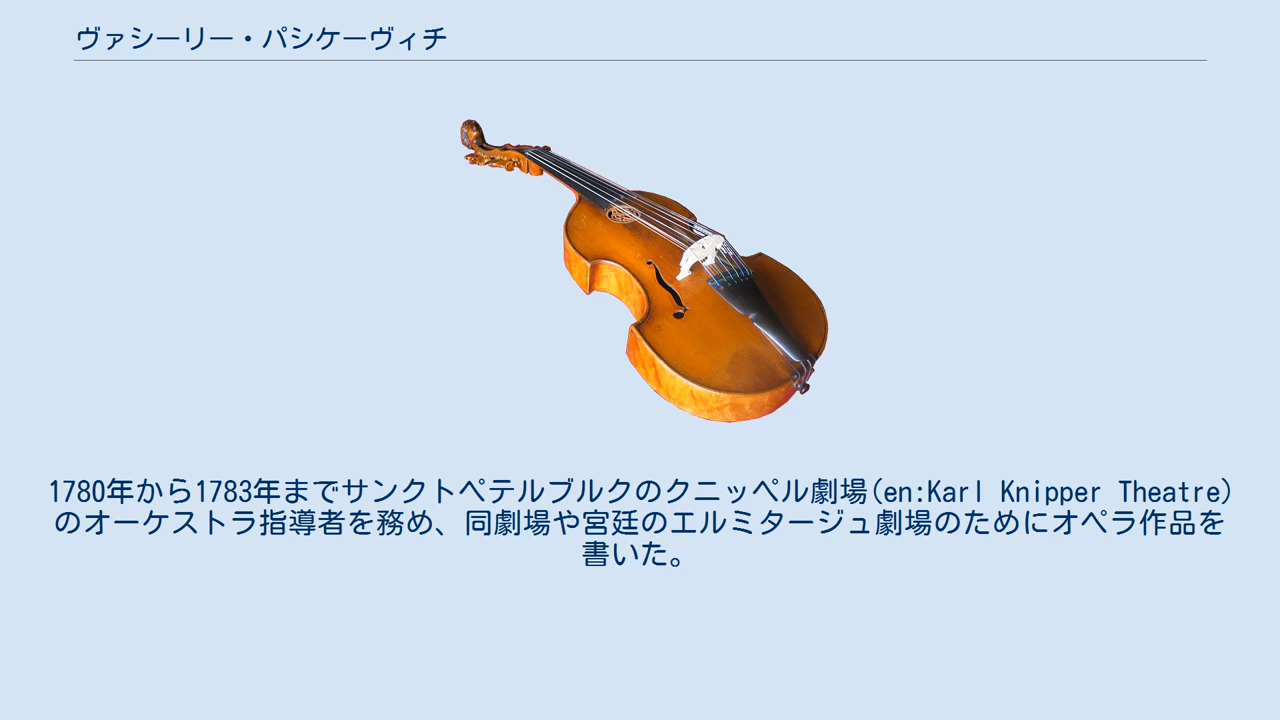 ヴァシーリー・パシケーヴィチ
1780年から1783年までサンクトペテルブルクのクニッペル劇場(en:Karl Knipper Theatre)
のオーケストラ指導者を務め、同劇場や宮廷のエルミタージュ劇場のためにオペラ作品を
書いた。